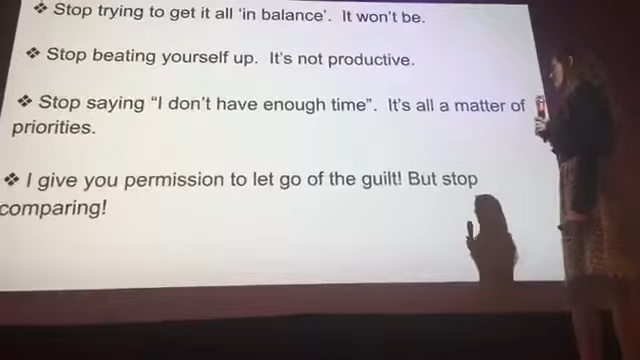 ❖ Stop trying to get it all ‘in balance’. It won’t be.
❖ Stop beating yourself up. It’s not productive.
❖ Stop saying “I don’t have enough time”. It’s all a matter of
priorities.
❖ I give you permission to let go of the guilt! But stop
comparing!